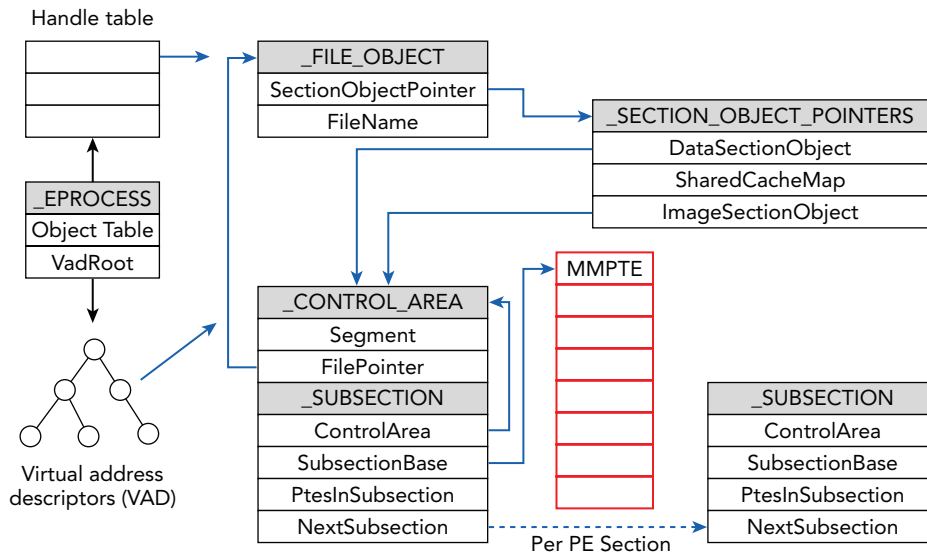 Handle table
_FILE_OBJECT
SectionObjectPointer
FileName
_SECTION_OBJECT_POINTERS
DataSectionObject
SharedCacheMap
ImageSectionObject
_EPROCESS
Object Table
VadRoot
MMPTE
_CONTROL_AREA
Segment
FilePointer
_SUBSECTION
ControlArea
SubsectionBase
PtesInSubsection
NextSubsection
_SUBSECTION
ControlArea
SubsectionBase
PtesInSubsection
NextSubsection
Virtual address
descriptors (VAD)
Per PE Section